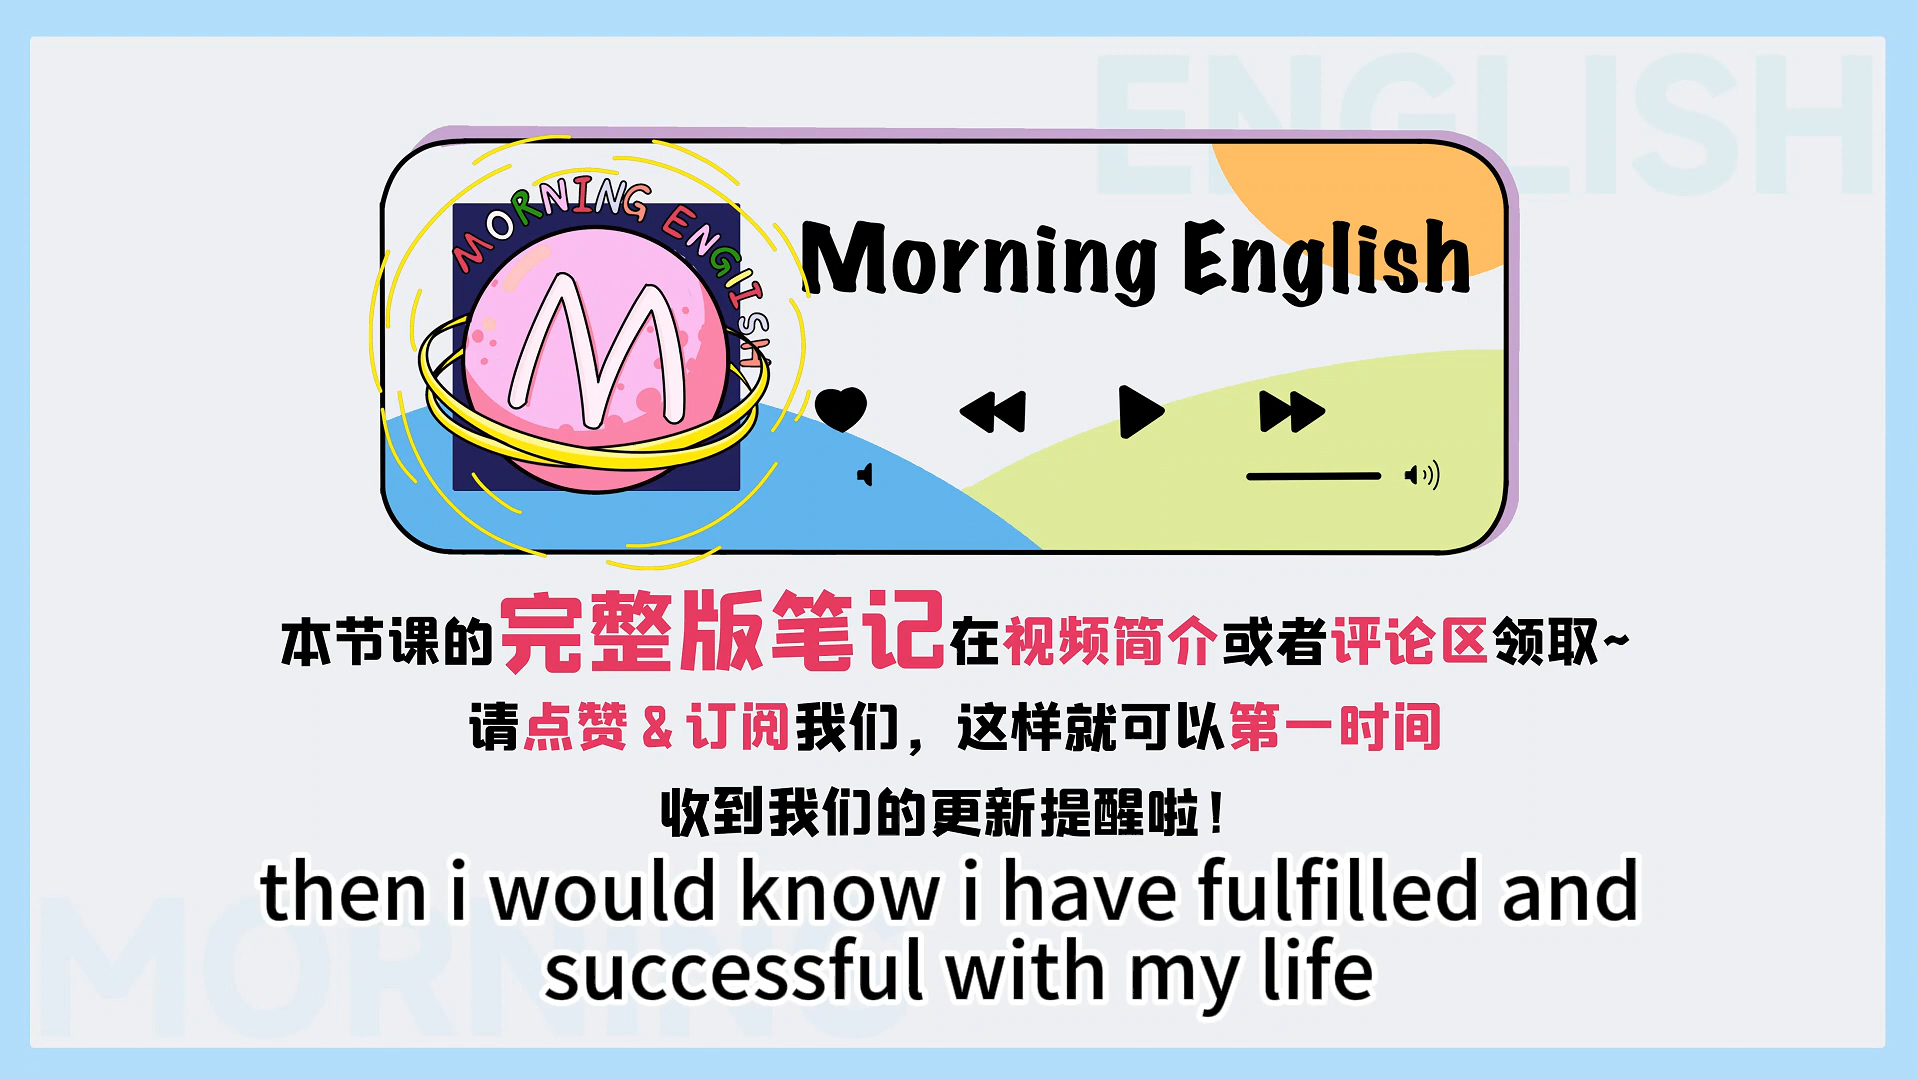 ENGLISH
MORNING ENGLISH
M
Morning English
本节课的完整版笔记在视频简介或者评论区领取~
请点赞&订阅我们，这样就可以第一时间
收到我们的更新提醒啦！
then i would know i have fulfilled and
successful with my life
MORNING